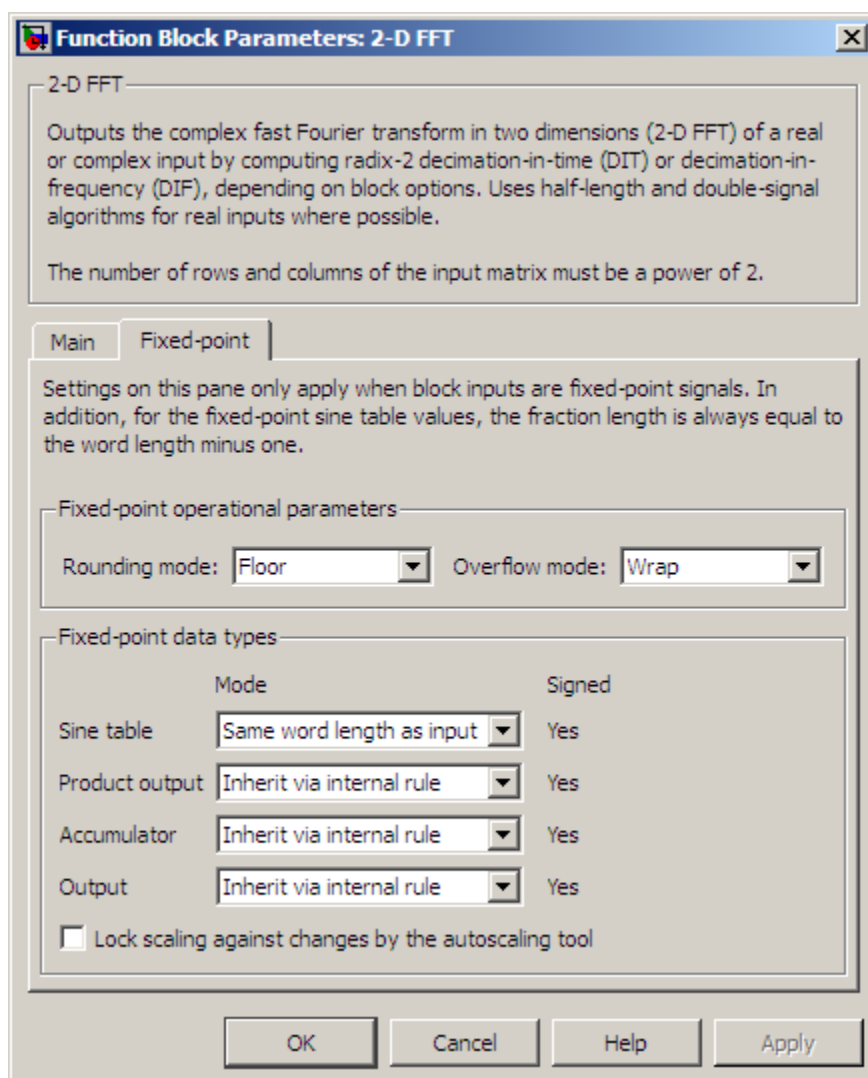 Function Block Parameters: 2-D FFT
2-D FFT
Outputs the complex fast Fourier transform in two dimensions (2-D FFT) of a real
or complex input by computing radix-2 decimation-in-time (DIT) or decimation-in-
frequency (DIF), depending on block options. Uses half-length and double-signal
algorithms for real inputs where possible.
The number of rows and columns of the input matrix must be a power of 2.
Main Fixed-point
Settings on this pane only apply when block inputs are fixed-point signals. In
addition, for the fixed-point sine table values, the fraction length is always equal to
the word length minus one.
Fixed-point operational parameters
Rounding mode: Floor Overflow mode: Wrap
Fixed-point data types
Mode Signed
Sine table Same word length as input Yes
Product output Inherit via internal rule Yes
Accumulator Inherit via internal rule Yes
Output Inherit via internal rule Yes
Lock scaling against changes by the autoscaling tool
OK Cancel Help Apply